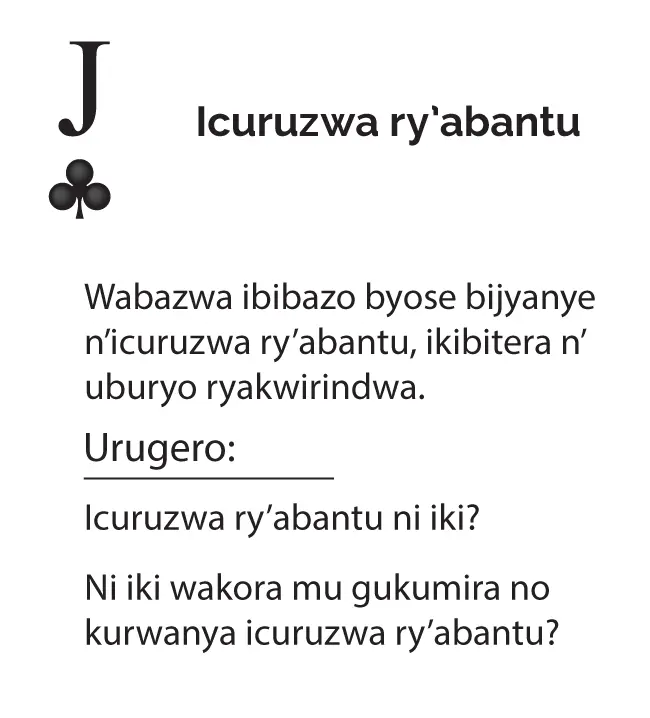 J
Icuruzwa ry’abantu
Wabazwa ibibazo byose bijyanye
n’icuruzwa ry’abantu, ikibitera n’
uburyo ryakwirindwa.
Urugero:
Icuruzwa ry’abantu ni iki?
Ni iki wakora mu gukumira no
kurwanya icuruzwa ry’abantu?